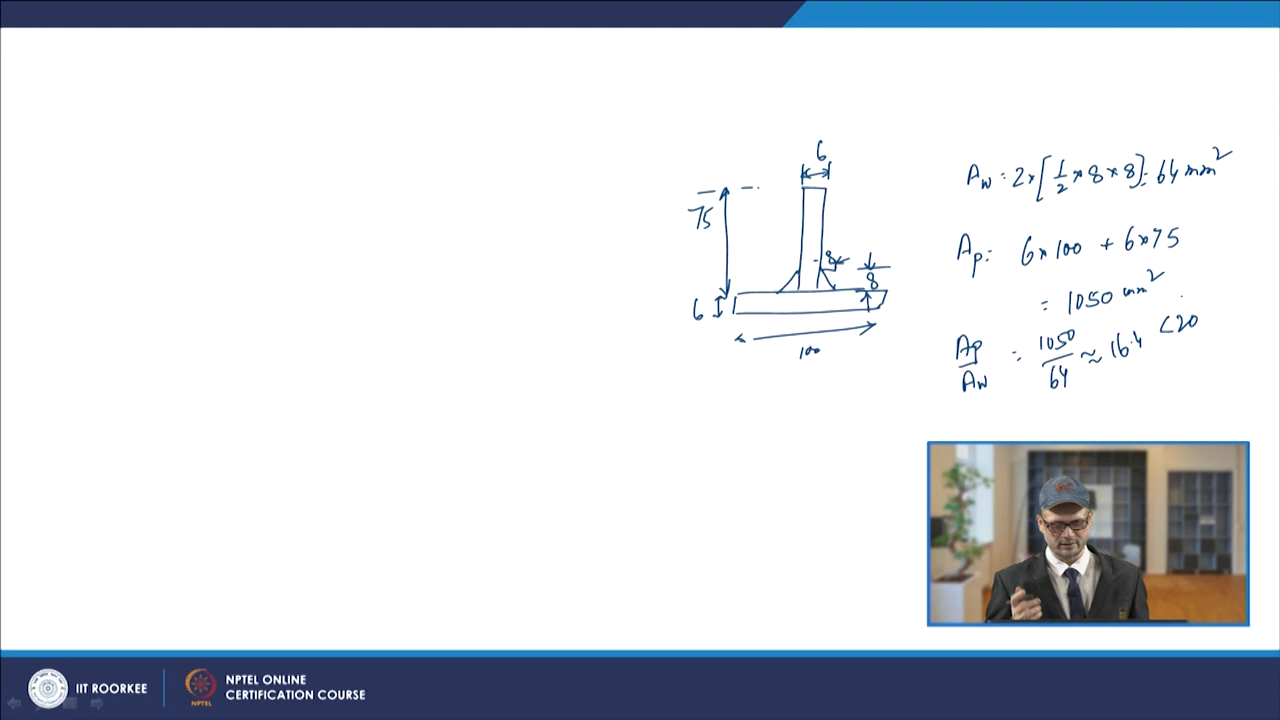 6
75
8
8
6
100
Aw = 2×[1/2 × 8 × 8] = 64 mm²
Ap = 6×100 + 6×75
= 1050 mm²
Ap/Aw = 1050/64 ≈ 16.4 <20
IIT ROORKEE
NPTEL
NPTEL ONLINE
CERTIFICATION COURSE